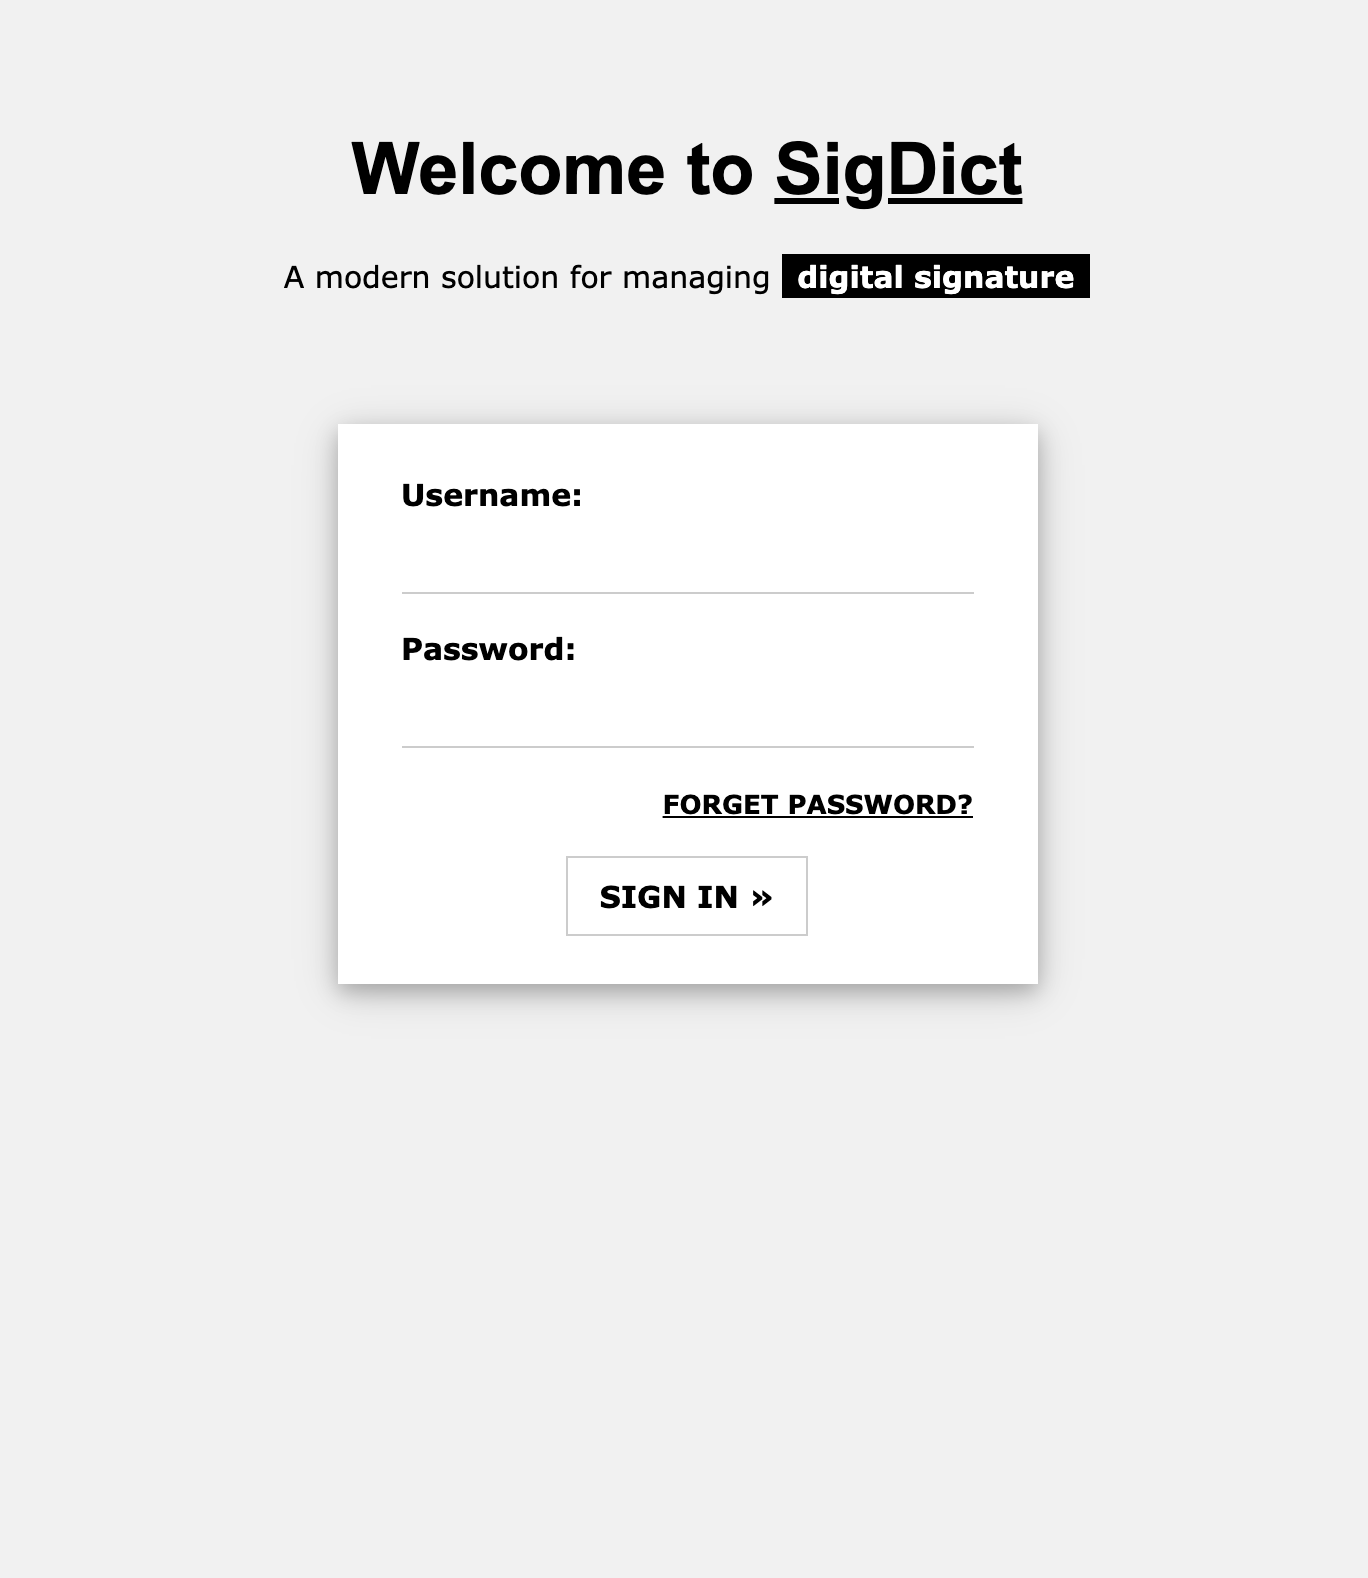 Welcome to SigDict
A modern solution for managing digital signature
Username:
Password:
FORGET PASSWORD?
SIGN IN »